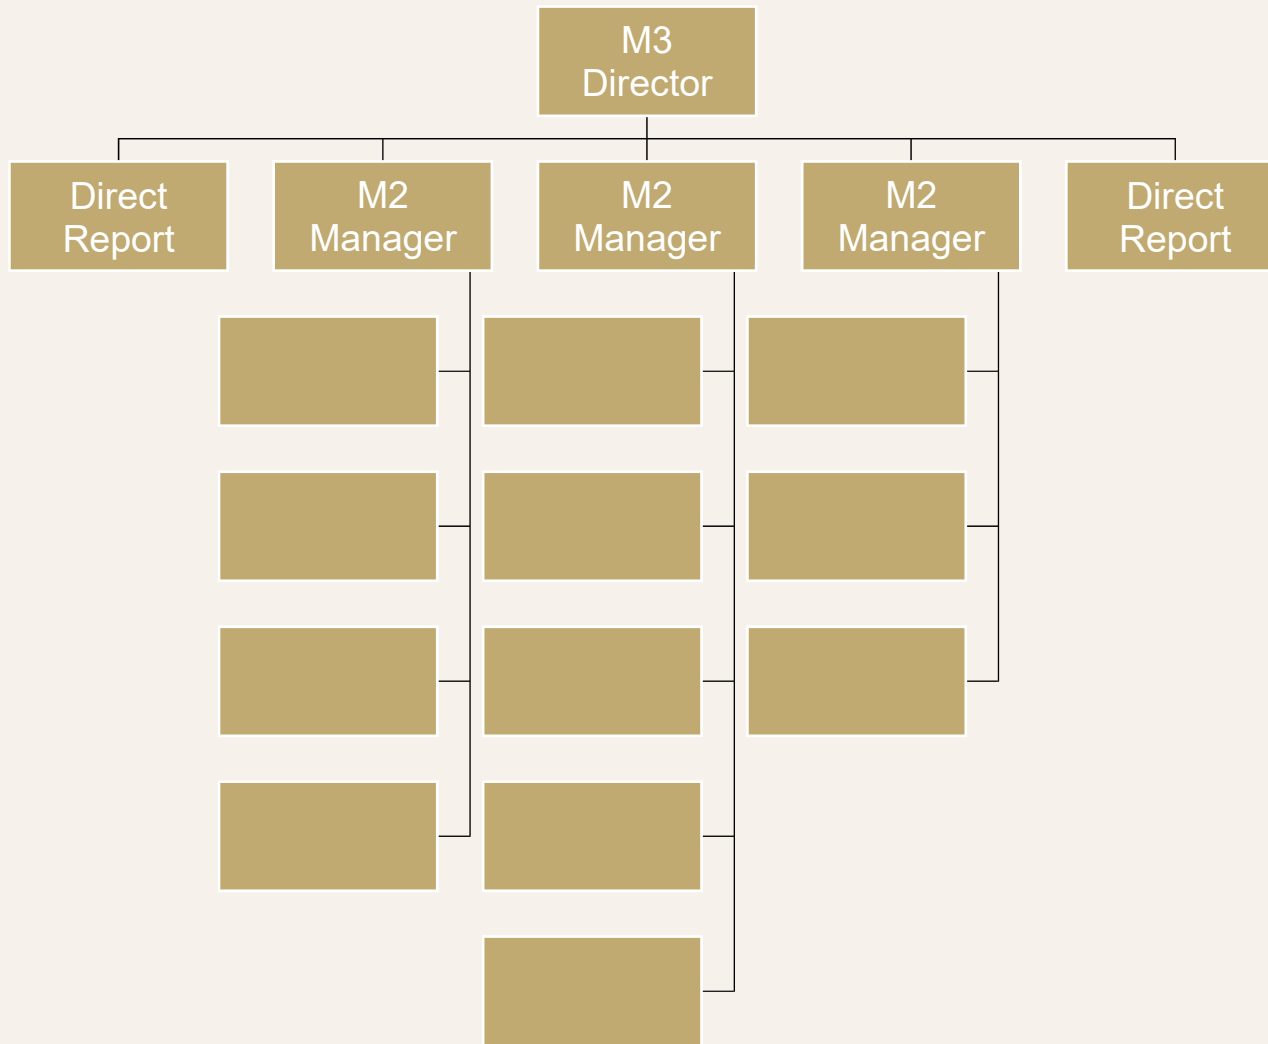 M3
Director
Direct
Report
M2
Manager
M2
Manager
M2
Manager
Direct
Report